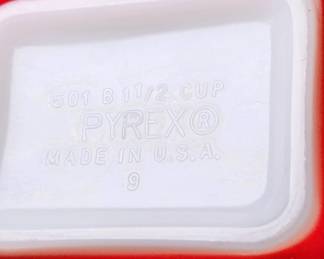 501 B 1 1/2 CUP
PYREX®
MADE IN U.S.A.
9